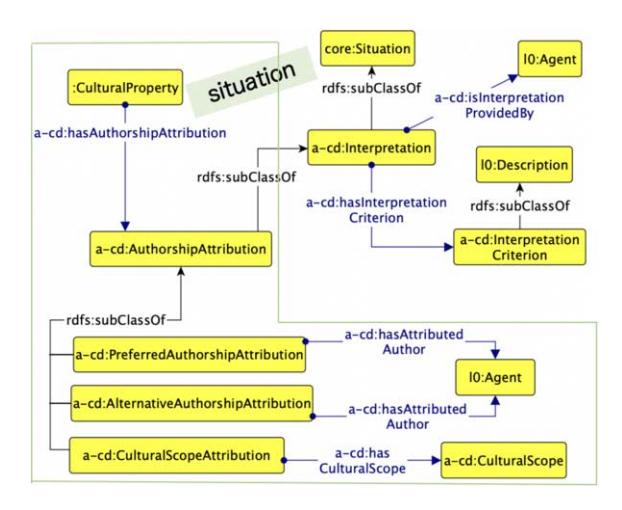 core:Situation
l0:Agent
:CulturalProperty
situation
rdfs:subClassOf
a-cd:isInterpretation
ProvidedBy
a-cd:hasAuthorshipAttribution
a-cd:Interpretation
l0:Description
rdfs:subClassOf
a-cd:hasInterpretation
Criterion
rdfs:subClassOf
a-cd:AuthorshipAttribution
a-cd:Interpretation
Criterion
rdfs:subClassOf
a-cd:hasAttributed
Author
a-cd:PreferredAuthorshipAttribution
l0:Agent
a-cd:AlternativeAuthorshipAttribution
a-cd:hasAttributed
Author
a-cd:CulturalScopeAttribution
a-cd:has
CulturalScope
a-cd:CulturalScope